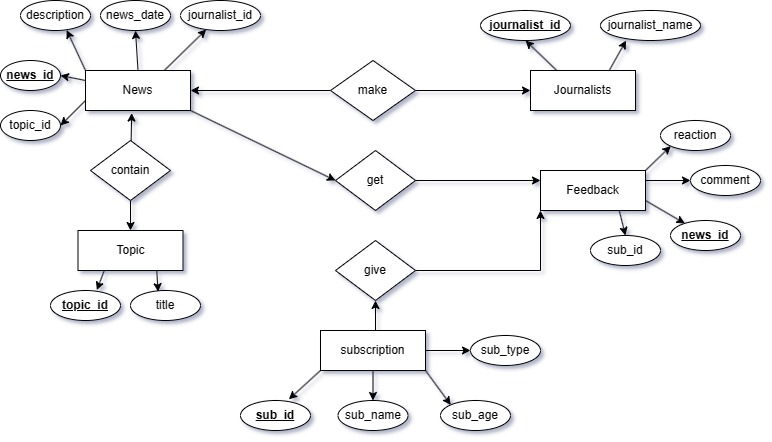 description
news_date
journalist_id
journalist_id
journalist_name
news_id
News
make
Journalists
topic_id
reaction
contain
get
Feedback
comment
news_id
sub_id
Topic
give
topic_id
title
subscription
sub_type
sub_id
sub_name
sub_age